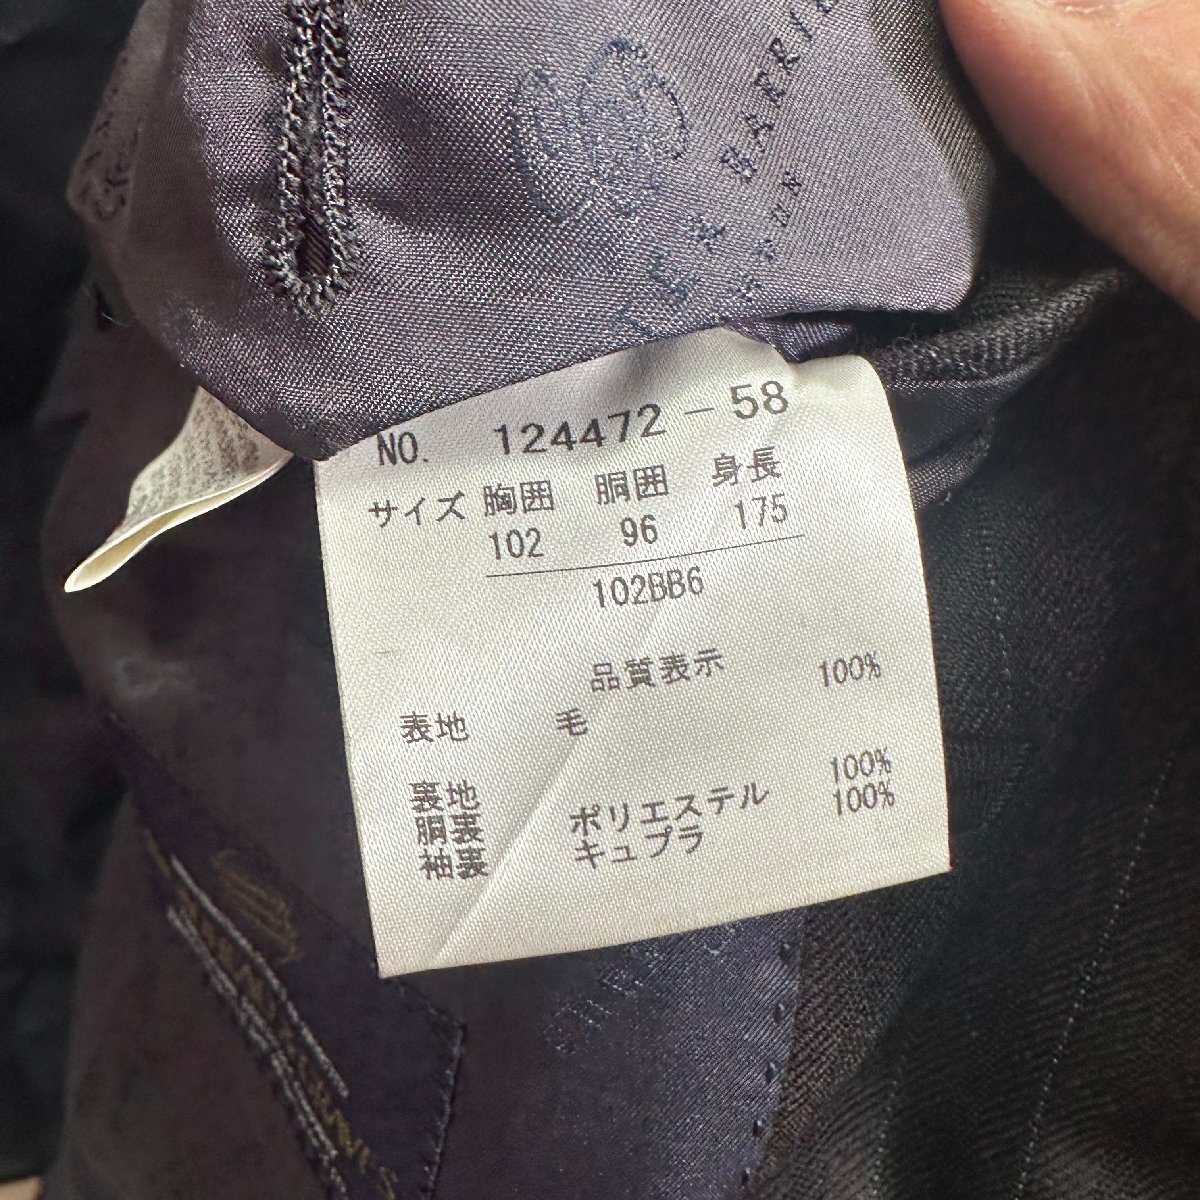 NO. 124472-58
サイズ 胸囲 胴囲 身長
102 96 175
102BB6
品質表示
表地 毛 100%
裏地
胴裏 ポリエステル 100%
袖裏 キュプラ 100%